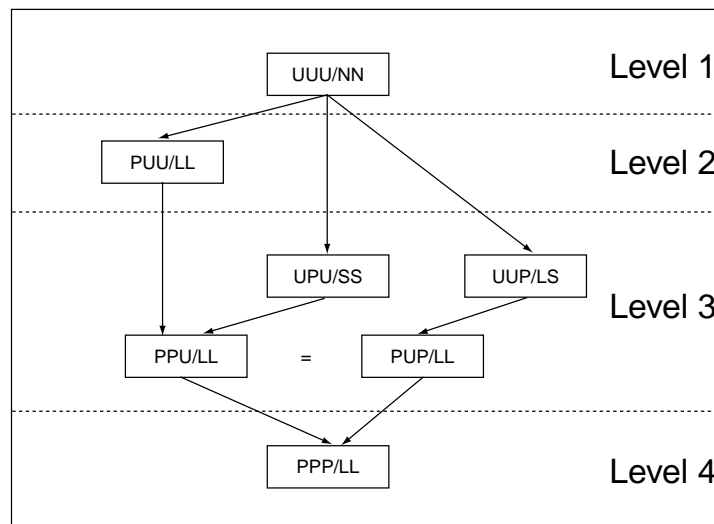 UUU/NN
Level 1
PUU/LL
Level 2
UPU/SS
UUP/LS
Level 3
PPU/LL
=
PUP/LL
PPP/LL
Level 4